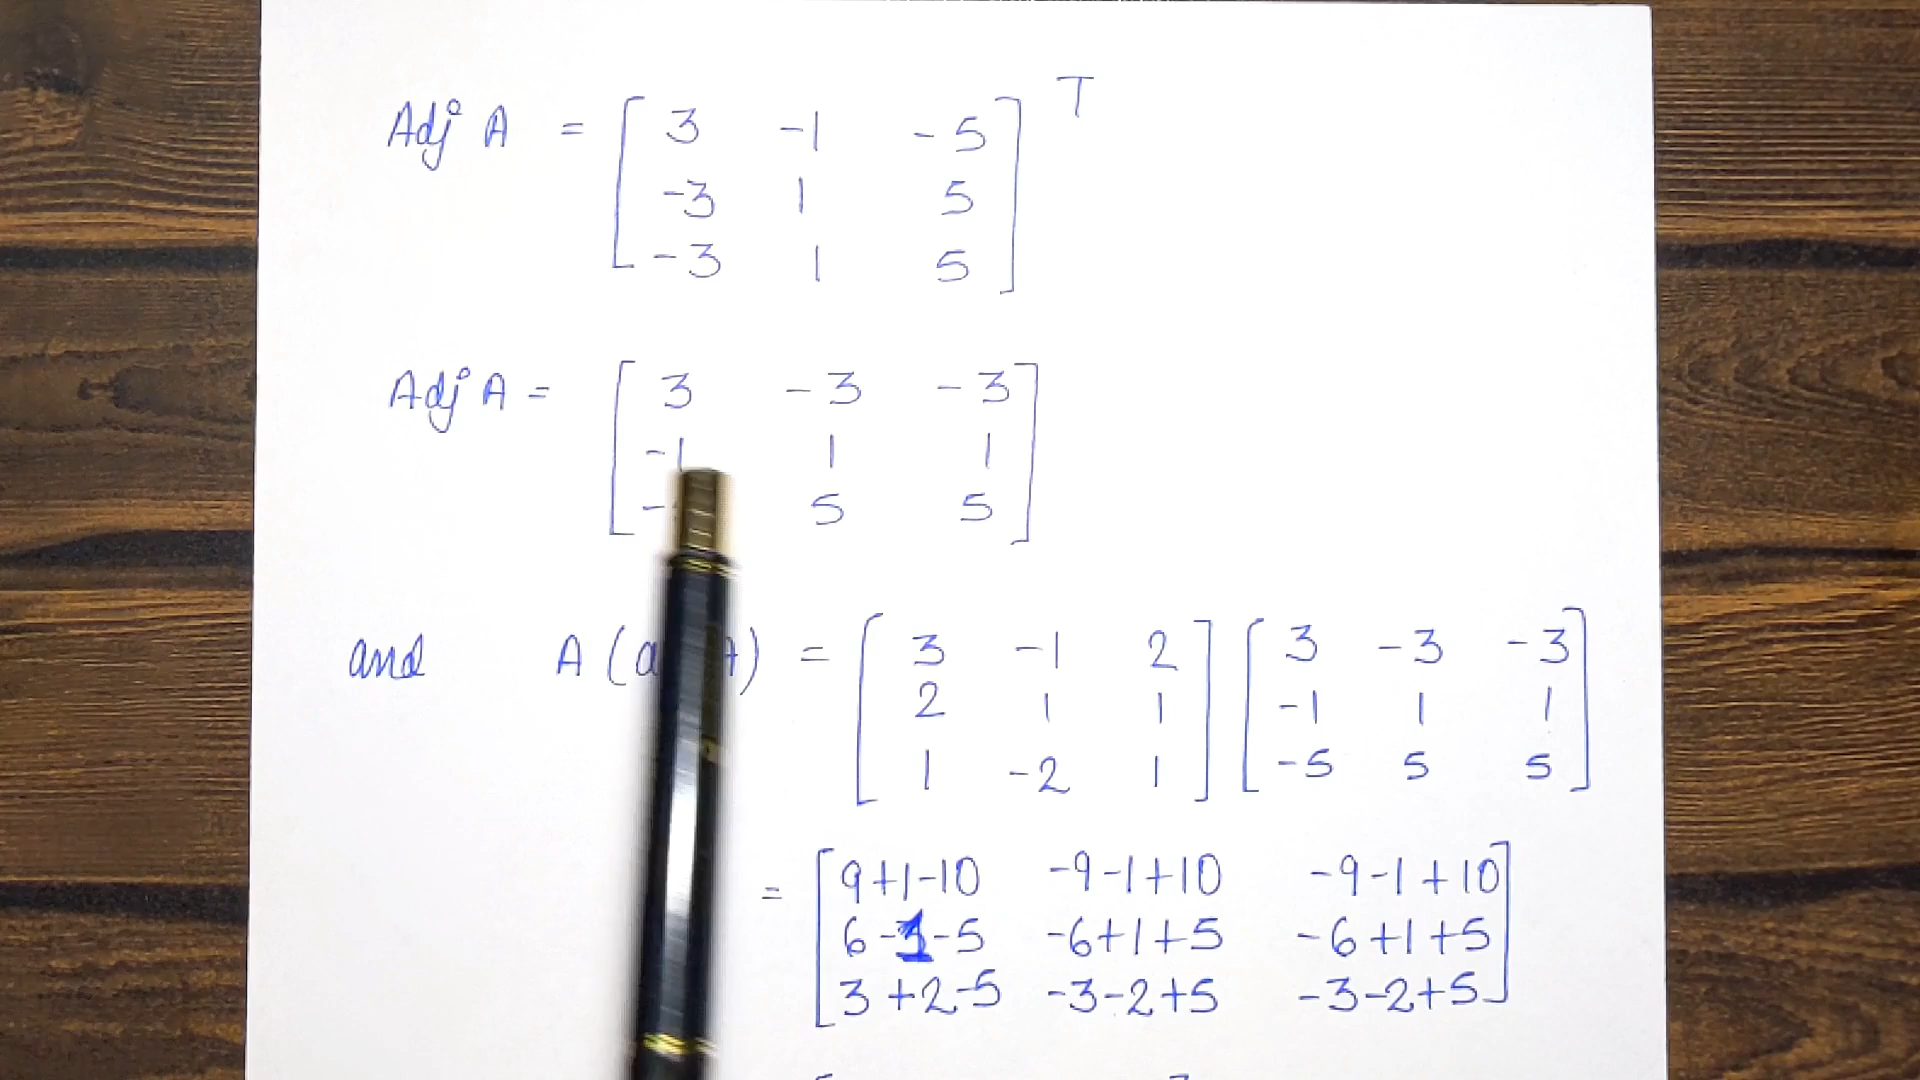 Adj A = [ 3 -1 -5 ] T
-3 1 5
-3 1 5
Adj A = [ 3 -3 -3 ]
-1 1 1
- 5 5
and A ( A) = [ 3 -1 2 ] [ 3 -3 -3 ]
2 1 1 -1 1 1
1 -2 1 -5 5 5
= [ 9+1-10 -9-1+10 -9-1+10 ]
6-1-5 -6+1+5 -6+1+5
3+2-5 -3-2+5 -3-2+5